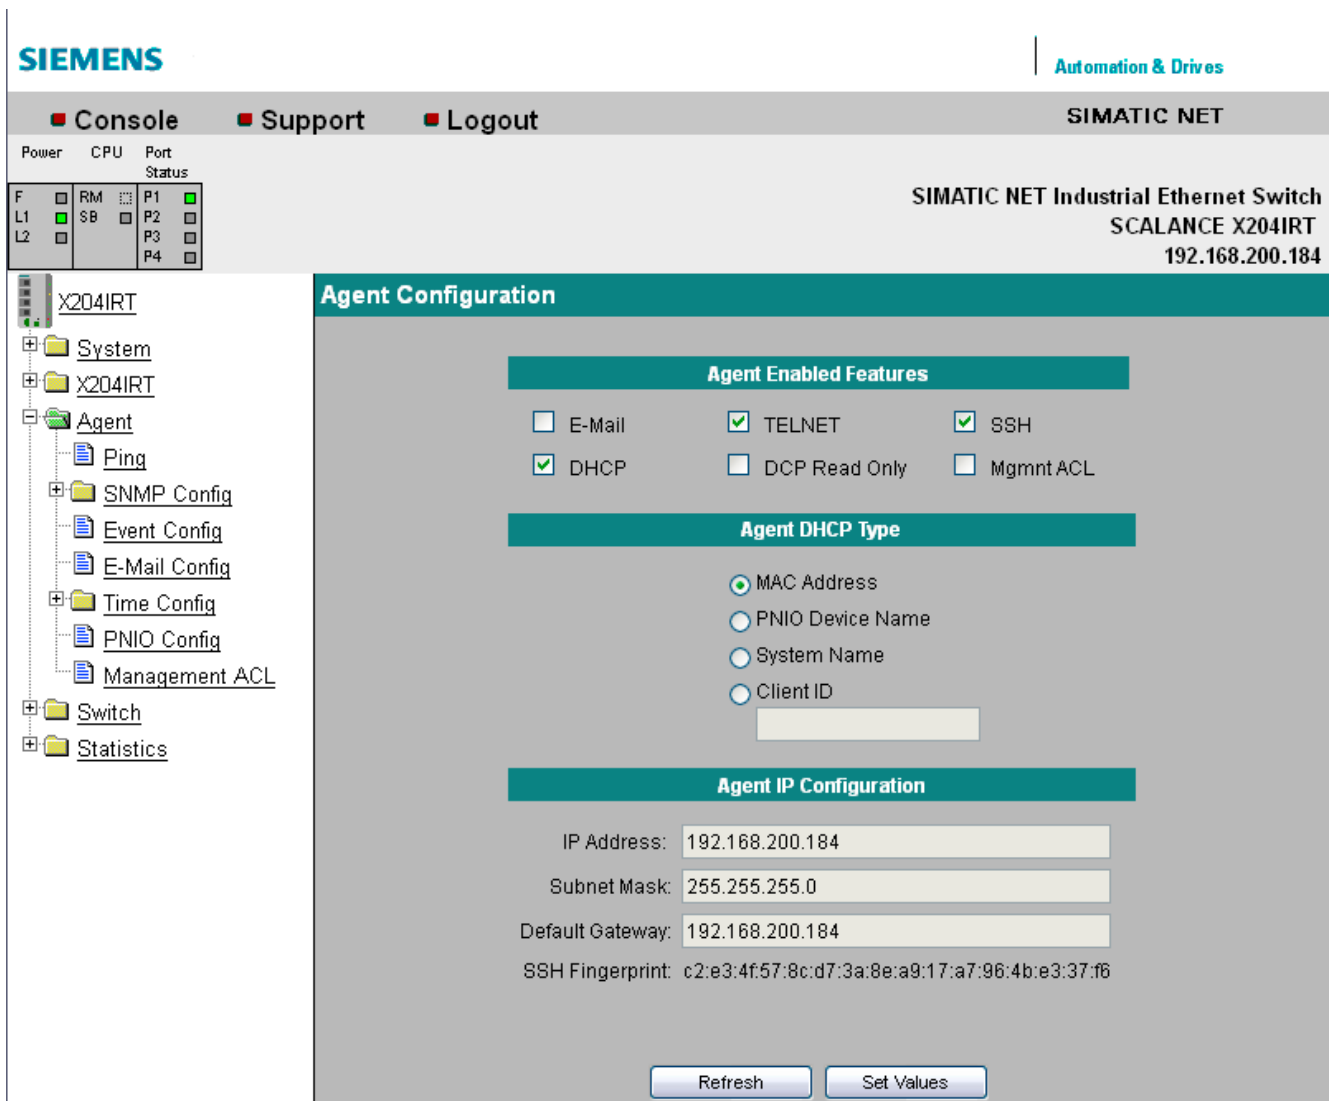 SIEMENS
Automation & Drives
Console Support Logout SIMATIC NET
Power CPU Port
Status
F RM P1
L1 SB P2
L2 P3
P4
SIMATIC NET Industrial Ethernet Switch
SCALANCE X204IRT
192.168.200.184
X204IRT
System
X204IRT
Agent
Ping
SNMP Config
Event Config
E-Mail Config
Time Config
PNIO Config
Management ACL
Switch
Statistics
Agent Configuration
Agent Enabled Features
E-Mail TELNET SSH
DHCP DCP Read Only Mgmnt ACL
Agent DHCP Type
MAC Address
PNIO Device Name
System Name
Client ID
Agent IP Configuration
IP Address: 192.168.200.184
Subnet Mask: 255.255.255.0
Default Gateway: 192.168.200.184
SSH Fingerprint: c2:e3:4f:57:8c:d7:3a:8e:a9:17:a7:96:4b:e3:37:f6
Refresh Set Values